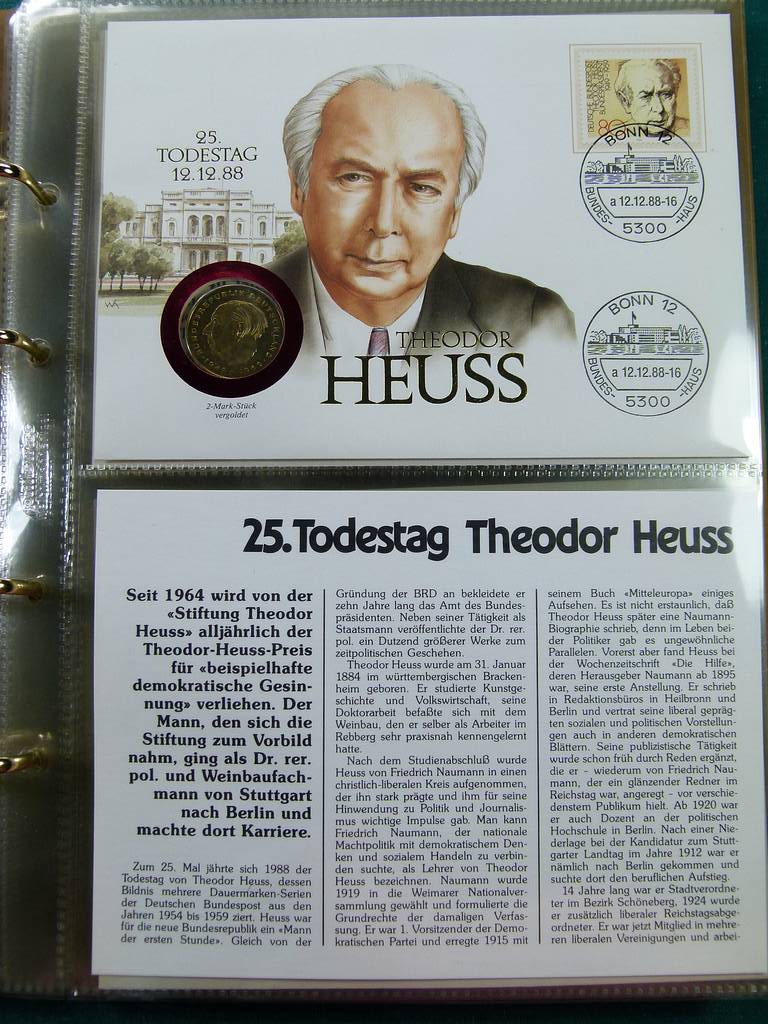 25.
TODESTAG
12.12.88
DEUTSCHE BUNDESPOST
80
BONN 12
a 12.12.88-16
BUNDES-HAUS
5300
BUNDESREPUBLIK DEUTSCHLAND
2-Mark-Stück
vergoldet
THEODOR
HEUSS
BONN 12
a 12.12.88-16
BUNDES-HAUS
5300
25. Todestag Theodor Heuss
Seit 1964 wird von der
«Stiftung Theodor
Heuss» alljährlich der
Theodor-Heuss-Preis
für «beispielhafte
demokratische Gesin-
nung» verliehen. Der
Mann, den sich die
Stiftung zum Vorbild
nahm, ging als Dr. rer.
pol. und Weinbaufach-
mann von Stuttgart
nach Berlin und
machte dort Karriere.
Zum 25. Mal jährte sich 1988 der
Todestag von Theodor Heuss, dessen
Bildnis mehrere Dauermarken-Serien
der Deutschen Bundespost aus den
Jahren 1954 bis 1959 ziert. Heuss war
für die neue Bundesrepublik ein «Mann
der ersten Stunde». Gleich von der
Gründung der BRD an bekleidete er
zehn Jahre lang das Amt des Bundes-
präsidenten. Neben seiner Tätigkeit als
Staatsmann veröffentlichte der Dr. rer.
pol. ein Dutzend größerer Werke zum
zeitpolitischen Geschehen.
Theodor Heuss wurde am 31. Januar
1884 im württembergischen Bracken-
heim geboren. Er studierte Kunstge-
schichte und Volkswirtschaft, seine
Doktorarbeit befaßte sich mit dem
Weinbau, den er selber als Arbeiter im
Rebberg sehr praxisnah kennengelernt
hatte.
Nach dem Studienabschluß wurde
Heuss von Friedrich Naumann in einen
christlich-liberalen Kreis aufgenommen,
der ihn stark prägte und ihm für seine
Hinwendung zu Politik und Journalis-
mus wichtige Impulse gab. Man kann
Friedrich Naumann, der nationale
Machtpolitik mit demokratischem Den-
ken und sozialem Handeln zu verbin-
den suchte, als Lehrer von Theodor
Heuss bezeichnen. Naumann wurde
1919 in die Weimarer Nationalver-
sammlung gewählt und formulierte die
Grundrechte der damaligen Verfas-
sung. Er war 1. Vorsitzender der Demo-
kratischen Partei und erregte 1915 mit
seinem Buch «Mitteleuropa» einiges
Aufsehen. Es ist nicht erstaunlich, daß
Theodor Heuss später eine Naumann-
Biographie schrieb, denn im Leben bei-
der Politiker gab es ungewöhnliche
Parallelen. Vorerst aber fand Heuss bei
der Wochenzeitschrift «Die Hilfe»,
deren Herausgeber Naumann ab 1895
war, seine erste Anstellung. Er schrieb
in Redaktionsbüros in Heilbronn und
Berlin und vertrat seine liberal gepräg-
ten sozialen und politischen Vorstellun-
gen auch in anderen demokratischen
Blättern. Seine publizistische Tätigkeit
wurde schon früh durch Reden ergänzt,
die er - wiederum von Friedrich Nau-
mann, der ein glänzender Redner im
Reichstag war, angeregt - vor verschie-
denstem Publikum hielt. Ab 1920 war
er auch Dozent an der politischen
Hochschule in Berlin. Nach einer Nie-
derlage bei der Kandidatur zum Stutt-
garter Landtag im Jahre 1912 war er
nämlich nach Berlin gekommen und
suchte dort den beruflichen Aufstieg.
14 Jahre lang war er Stadtverordne-
ter im Bezirk Schöneberg, 1924 wurde
er zusätzlich liberaler Reichstagsabge-
ordneter. Er war jetzt Mitglied in mehre-
ren liberalen Vereinigungen und arbei-